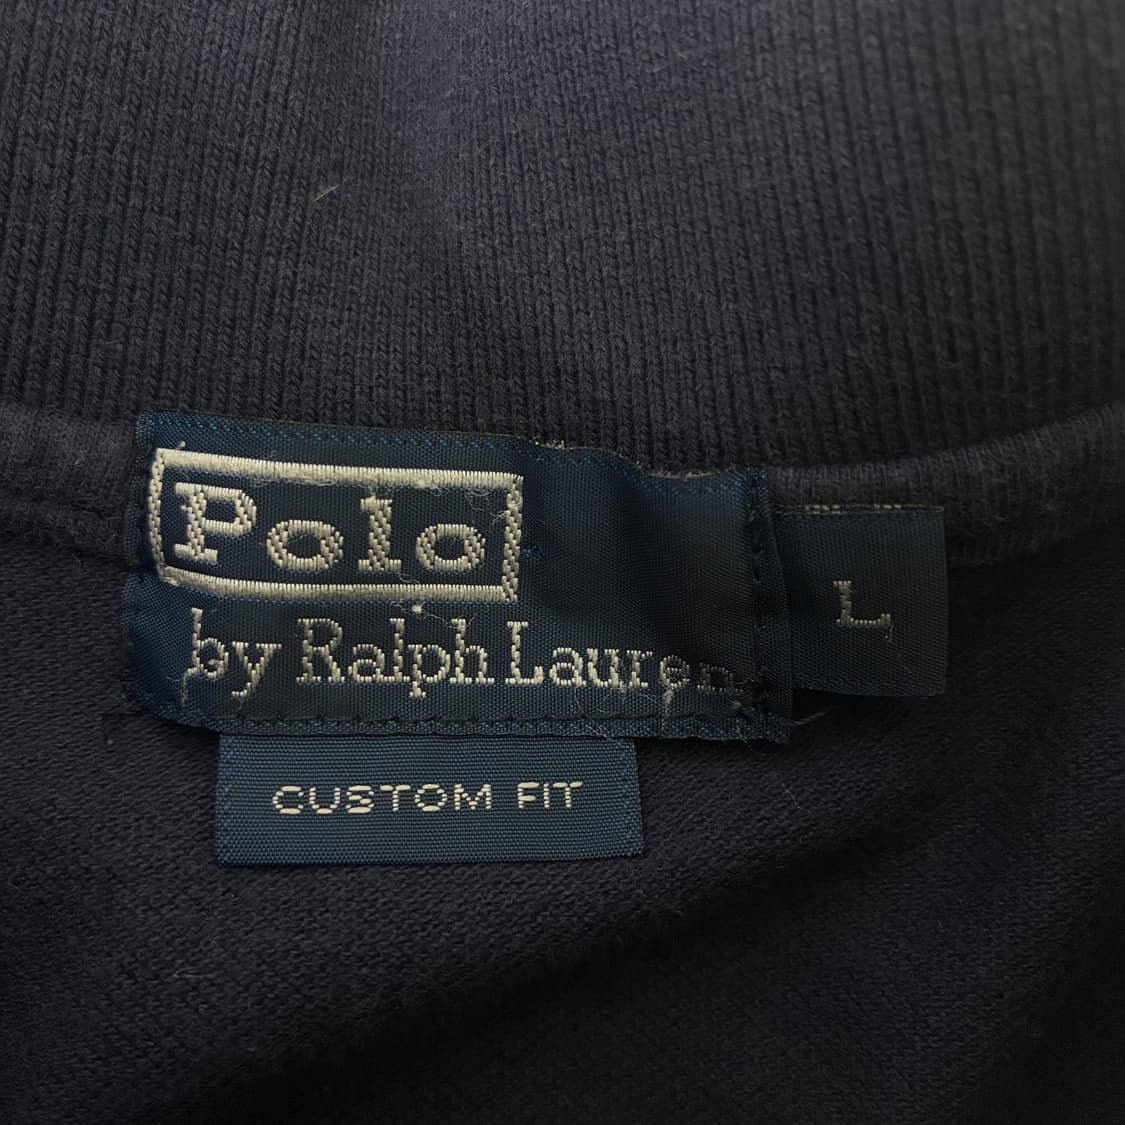 Polo
by Ralph Lauren
L
CUSTOM FIT